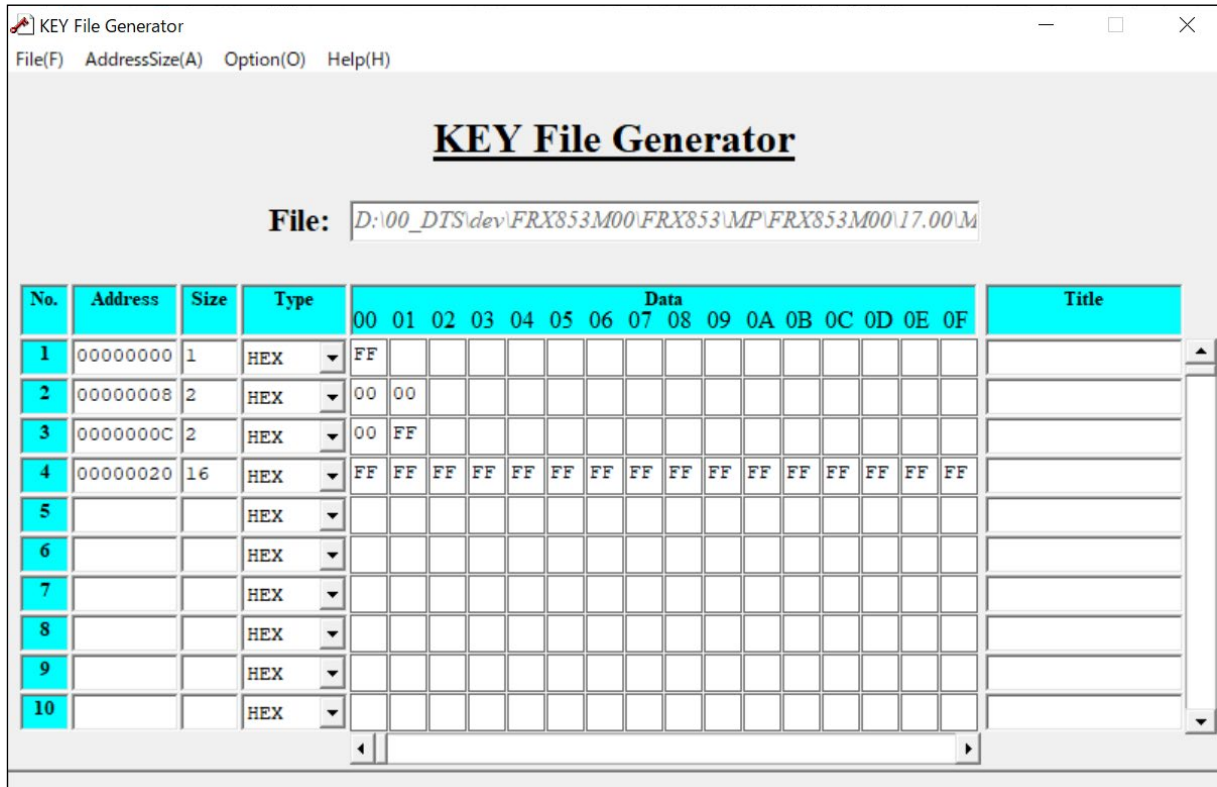 KEY File Generator
File(F) AddressSize(A) Option(O) Help(H)
KEY File Generator
File: D:\00_DTS\dev\FRX853M00\FRX853\MP\FRX853M00\17.00\M
No. Address Size Type Data Title
00 01 02 03 04 05 06 07 08 09 0A 0B 0C 0D 0E 0F
1 00000000 1 HEX FF
2 00000008 2 HEX 00 00
3 0000000C 2 HEX 00 FF
4 00000020 16 HEX FF FF FF FF FF FF FF FF FF FF FF FF FF FF FF FF
5 HEX
6 HEX
7 HEX
8 HEX
9 HEX
10 HEX